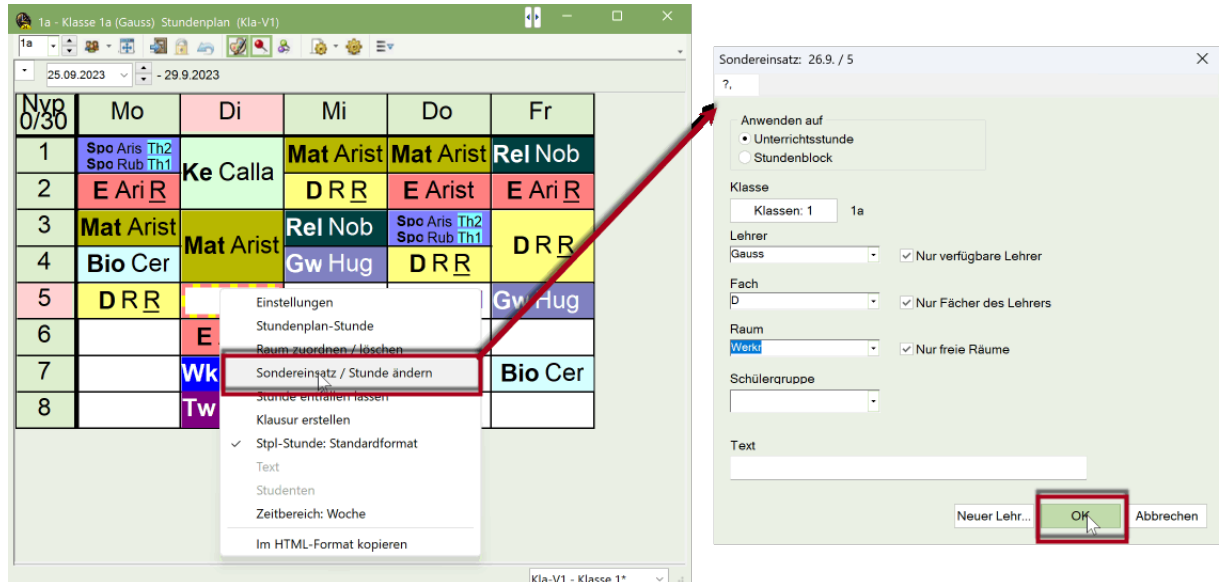 1a - Klasse 1a (Gauss) Stundenplan (Kla-V1)
1a
25.09.2023 - 29.9.2023
Nvp 0/30 Mo Di Mi Do Fr
1 Spo Aris Th2 Spo Rub Th1 Ke Calla Mat Arist Mat Arist Rel Nob
2 E Ari R D R R E Arist E Ari R
3 Mat Arist Mat Arist Rel Nob Spo Aris Th2 Spo Rub Th1 D R R
4 Bio Cer Gw Hug D R R
5 D R R Gw Hug
6 E
7 Wk Bio Cer
8 Tw
Einstellungen
Stundenplan-Stunde
Raum zuordnen / löschen
Sondereinsatz / Stunde ändern
Stunde entfallen lassen
Klausur erstellen
Stpl-Stunde: Standardformat
Text
Studenten
Zeitbereich: Woche
Im HTML-Format kopieren
Kla-V1 - Klasse 1*
Sondereinsatz: 26.9. / 5
?,
Anwenden auf
Unterrichtsstunde
Stundenblock
Klasse
Klassen: 1 1a
Lehrer
Gauss Nur verfügbare Lehrer
Fach
D Nur Fächer des Lehrers
Raum
Werkr Nur freie Räume
Schülergruppe
Text
Neuer Lehr... OK Abbrechen